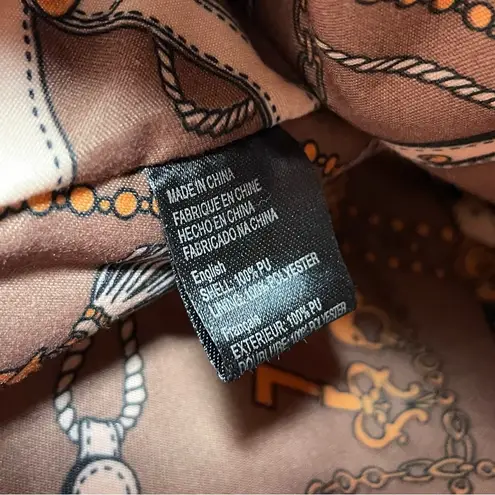 MADE IN CHINA
FABRIQUE EN CHINE
HECHO EN CHINA
FABRICADO NA CHINA
English
SHELL: 100% PU
LINING: 100% POLYESTER
Français
EXTERIEUR: 100% PU
DOUBLURE: 100% POLYESTER